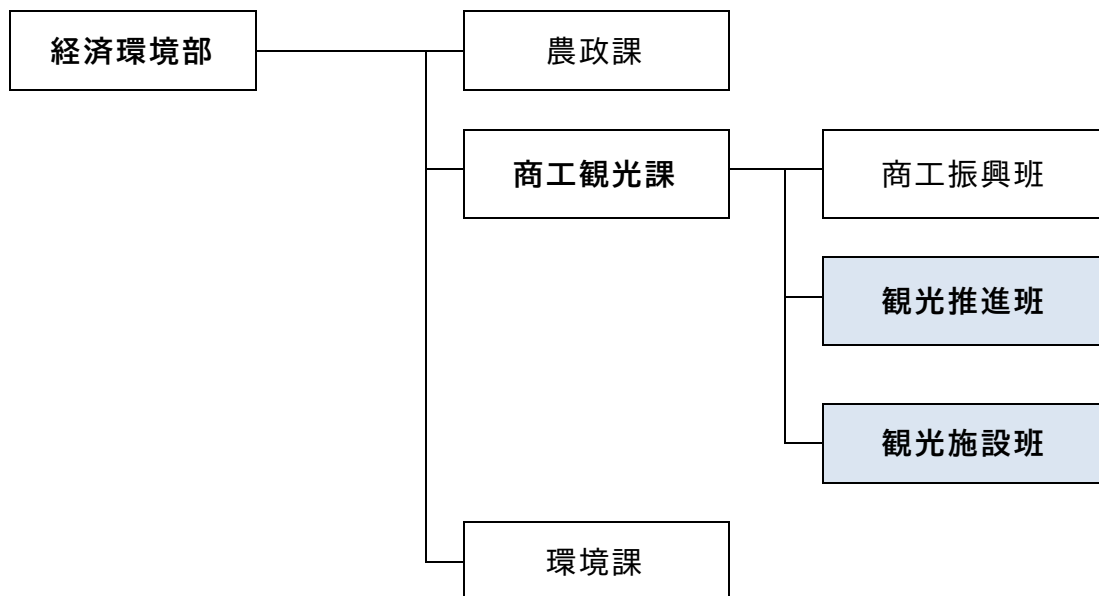 経済環境部
農政課
商工観光課
商工振興班
観光推進班
観光施設班
環境課